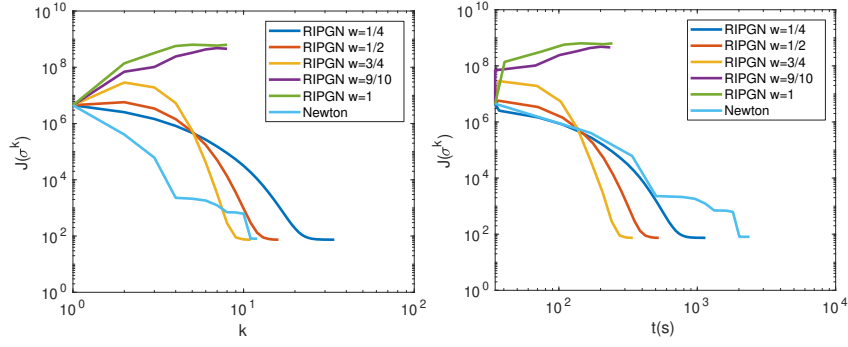 10^10
10^8
10^6
10^4
10^2
10^0
J(σ^k)
10^0
10^1
10^2
k
RIPGN w=1/4
RIPGN w=1/2
RIPGN w=3/4
RIPGN w=9/10
RIPGN w=1
Newton
10^10
10^8
10^6
10^4
10^2
10^0
J(σ^k)
10^2
10^3
10^4
t(s)
RIPGN w=1/4
RIPGN w=1/2
RIPGN w=3/4
RIPGN w=9/10
RIPGN w=1
Newton